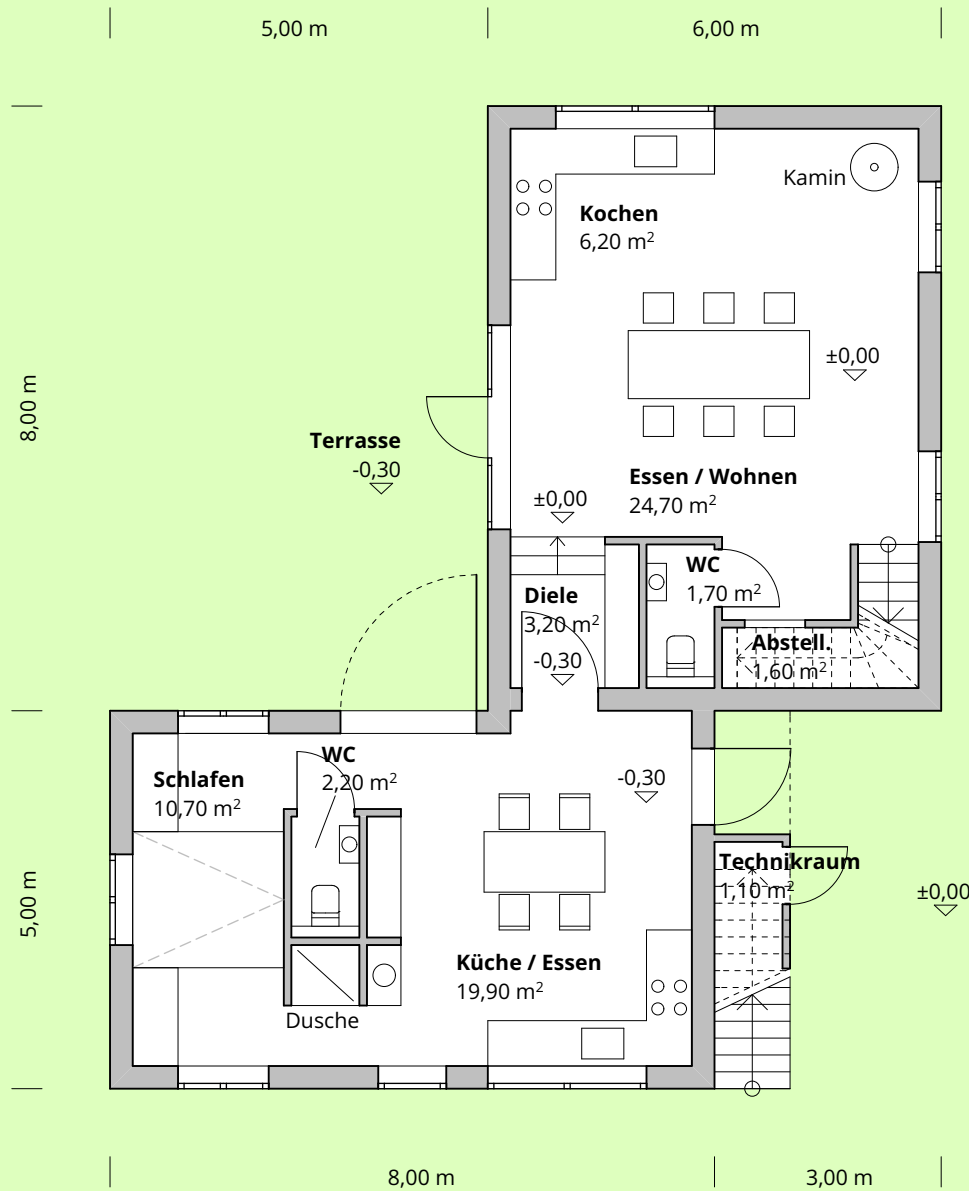 5,00 m
6,00 m
Kamin
Kochen
6,20 m²
±0,00
8,00 m
Terrasse
-0,30
Essen / Wohnen
24,70 m²
±0,00
WC
1,70 m²
Diele
3,20 m²
-0,30
Abstell.
1,60 m²
WC
2,20 m²
Schlafen
10,70 m²
-0,30
Technikraum
1,10 m²
±0,00
5,00 m
Küche / Essen
19,90 m²
Dusche
8,00 m
3,00 m